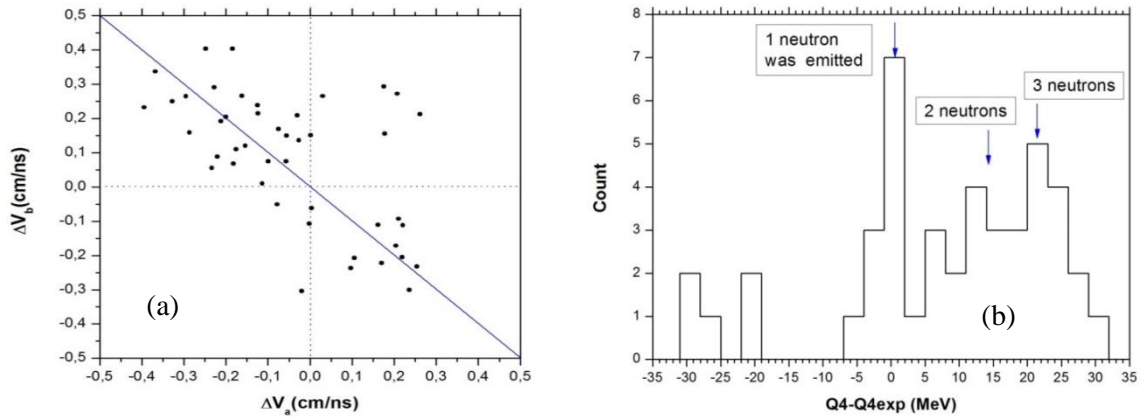 0,5
0,4
0,3
0,2
0,1
0,0
-0,1
-0,2
-0,3
-0,4
-0,5
ΔV_b(cm/ns)
(a)
-0,5 -0,4 -0,3 -0,2 -0,1 0,0 0,1 0,2 0,3 0,4 0,5
ΔV_a(cm/ns)
8
7
6
5
4
3
2
1
0
Count
1 neutron
was emitted
2 neutrons
3 neutrons
(b)
-35 -30 -25 -20 -15 -10 -5 0 5 10 15 20 25 30 35
Q4-Q4exp (MeV)